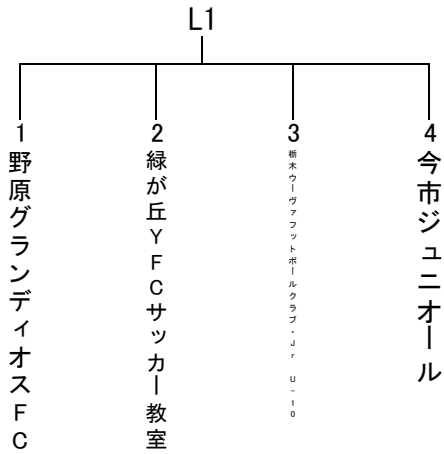 L1
1
野原グランディオスFC
2
緑が丘YFCサッカー教室
3
栃木ウーヴァフットボールクラブ・Jr U-10
4
今市ジュニオール